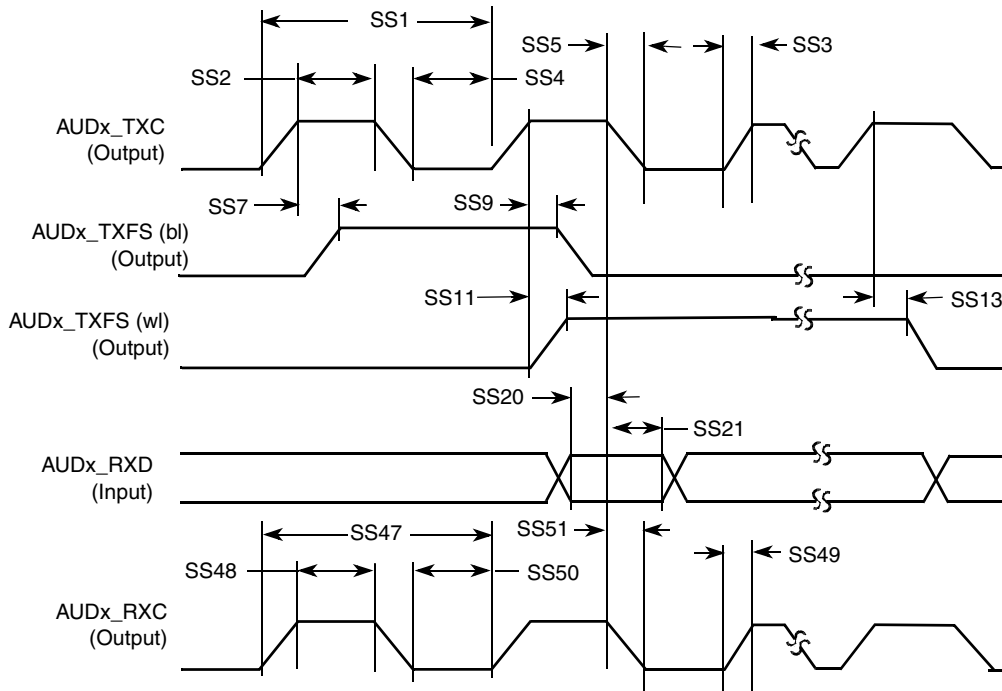 SS1
SS5
SS3
SS2
SS4
AUDx_TXC
(Output)
SS7
SS9
AUDx_TXFS (bl)
(Output)
SS11
SS13
AUDx_TXFS (wl)
(Output)
SS20
SS21
AUDx_RXD
(Input)
SS47
SS51
SS49
SS48
SS50
AUDx_RXC
(Output)